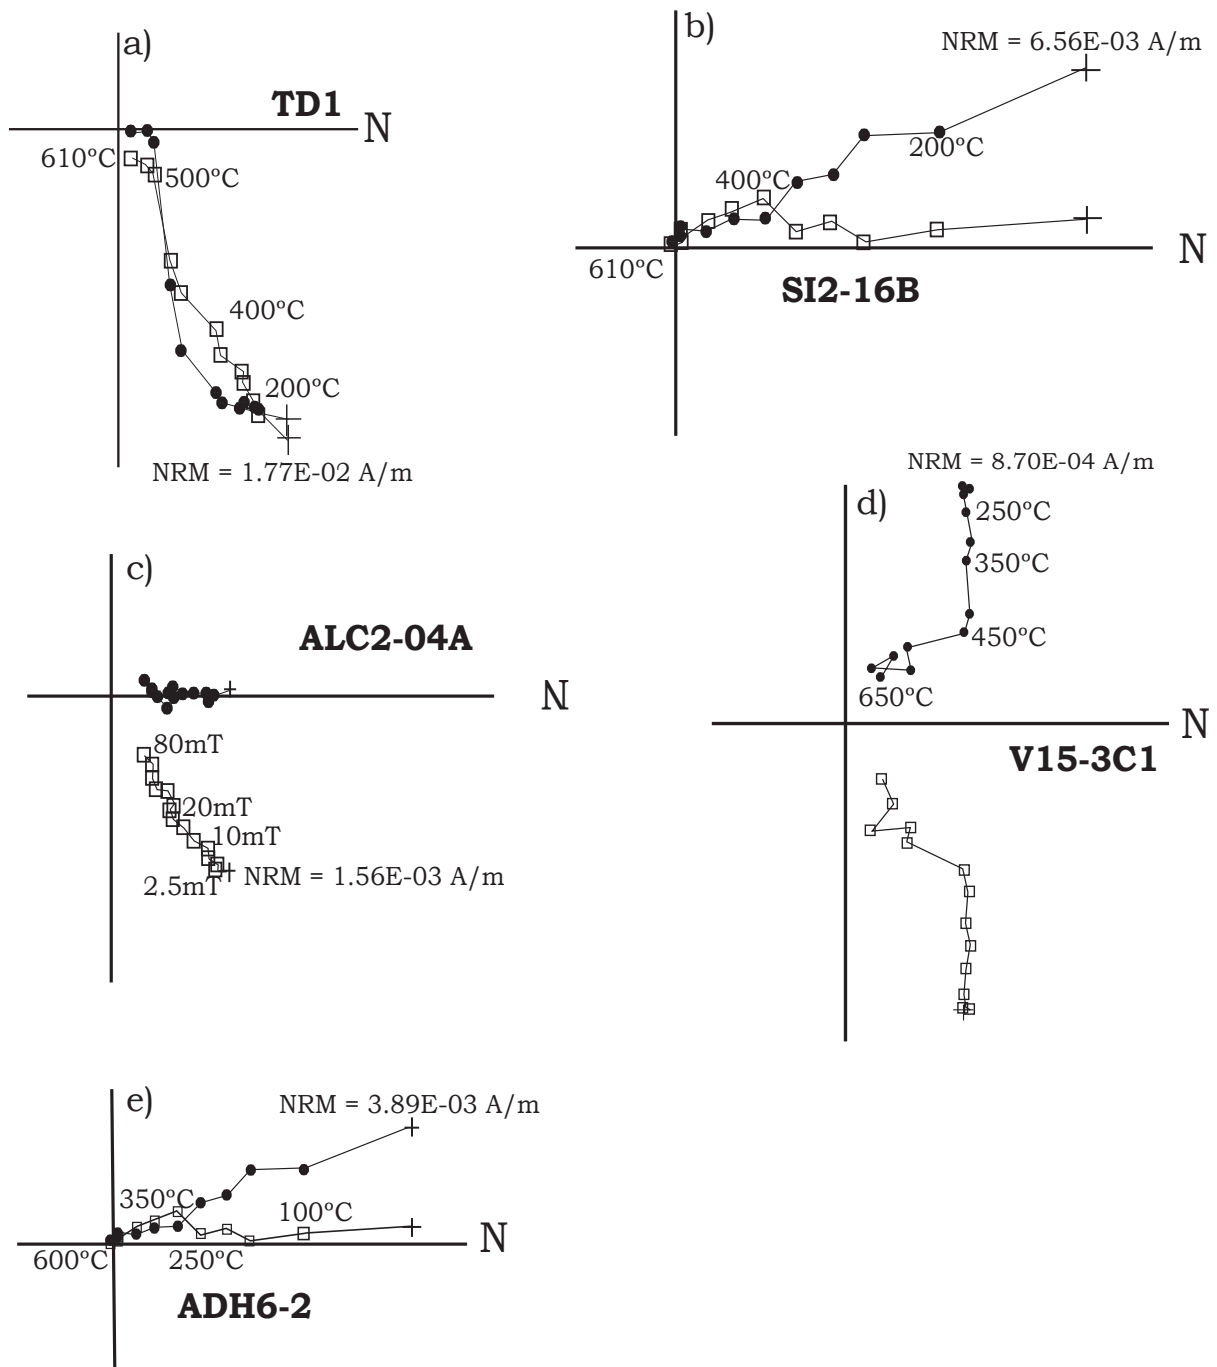 a)
TD1
N
610ºC
500ºC
400ºC
200ºC
NRM = 1.77E-02 A/m
b)
NRM = 6.56E-03 A/m
200ºC
400ºC
N
610ºC
SI2-16B
c)
ALC2-04A
N
80mT
20mT
10mT
2.5mT
NRM = 1.56E-03 A/m
NRM = 8.70E-04 A/m
d)
250ºC
350ºC
450ºC
650ºC
N
V15-3C1
e)
NRM = 3.89E-03 A/m
350ºC
100ºC
N
600ºC
250ºC
ADH6-2